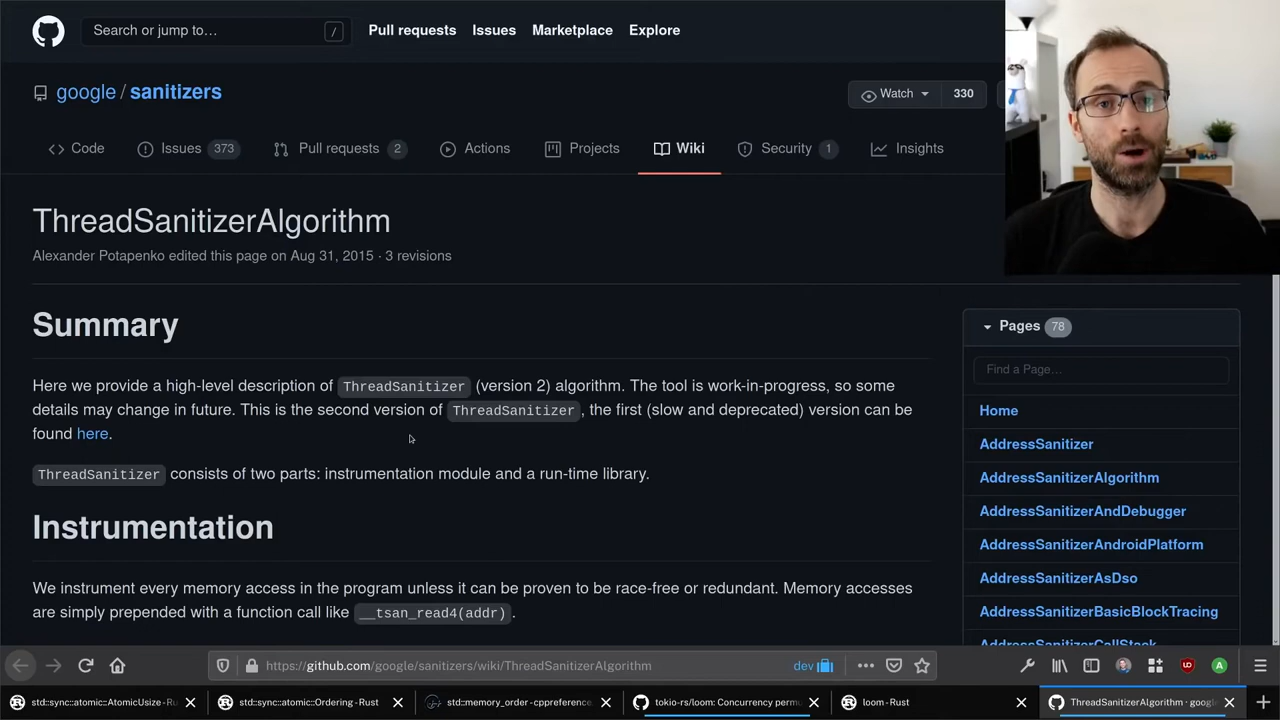 Search or jump to…
/
Pull requests
Issues
Marketplace
Explore
google / sanitizers
Watch
330
Code
Issues 373
Pull requests 2
Actions
Projects
Wiki
Security 1
Insights
ThreadSanitizerAlgorithm
Alexander Potapenko edited this page on Aug 31, 2015 · 3 revisions
Summary
Here we provide a high-level description of ThreadSanitizer (version 2) algorithm. The tool is work-in-progress, so some
details may change in future. This is the second version of ThreadSanitizer, the first (slow and deprecated) version can be
found here.
ThreadSanitizer consists of two parts: instrumentation module and a run-time library.
Instrumentation
We instrument every memory access in the program unless it can be proven to be race-free or redundant. Memory accesses
are simply prepended with a function call like __tsan_read4(addr).
Pages 78
Find a Page…
Home
AddressSanitizer
AddressSanitizerAlgorithm
AddressSanitizerAndDebugger
AddressSanitizerAndroidPlatform
AddressSanitizerAsDso
AddressSanitizerBasicBlockTracing
AddressSanitizerCallStack
https://github.com/google/sanitizers/wiki/ThreadSanitizerAlgorithm
dev
A
std::sync::atomic::AtomicUsize - Ru
std::sync::atomic::Ordering - Rust
std::memory_order - cppreference.
tokio-rs/loom: Concurrency perm
loom - Rust
ThreadSanitizerAlgorithm · goog